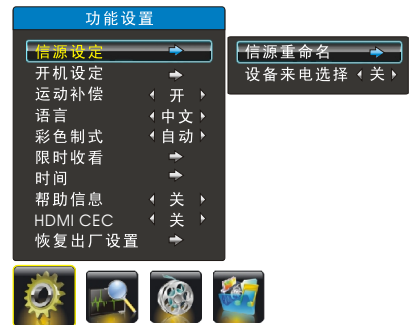 功能设置
信源设定
开机设定
运动补偿 开
语言 中文
彩色制式 自动
限时收看
时间
帮助信息 关
HDMI CEC 关
恢复出厂设置
信源重命名
设备来电选择 关